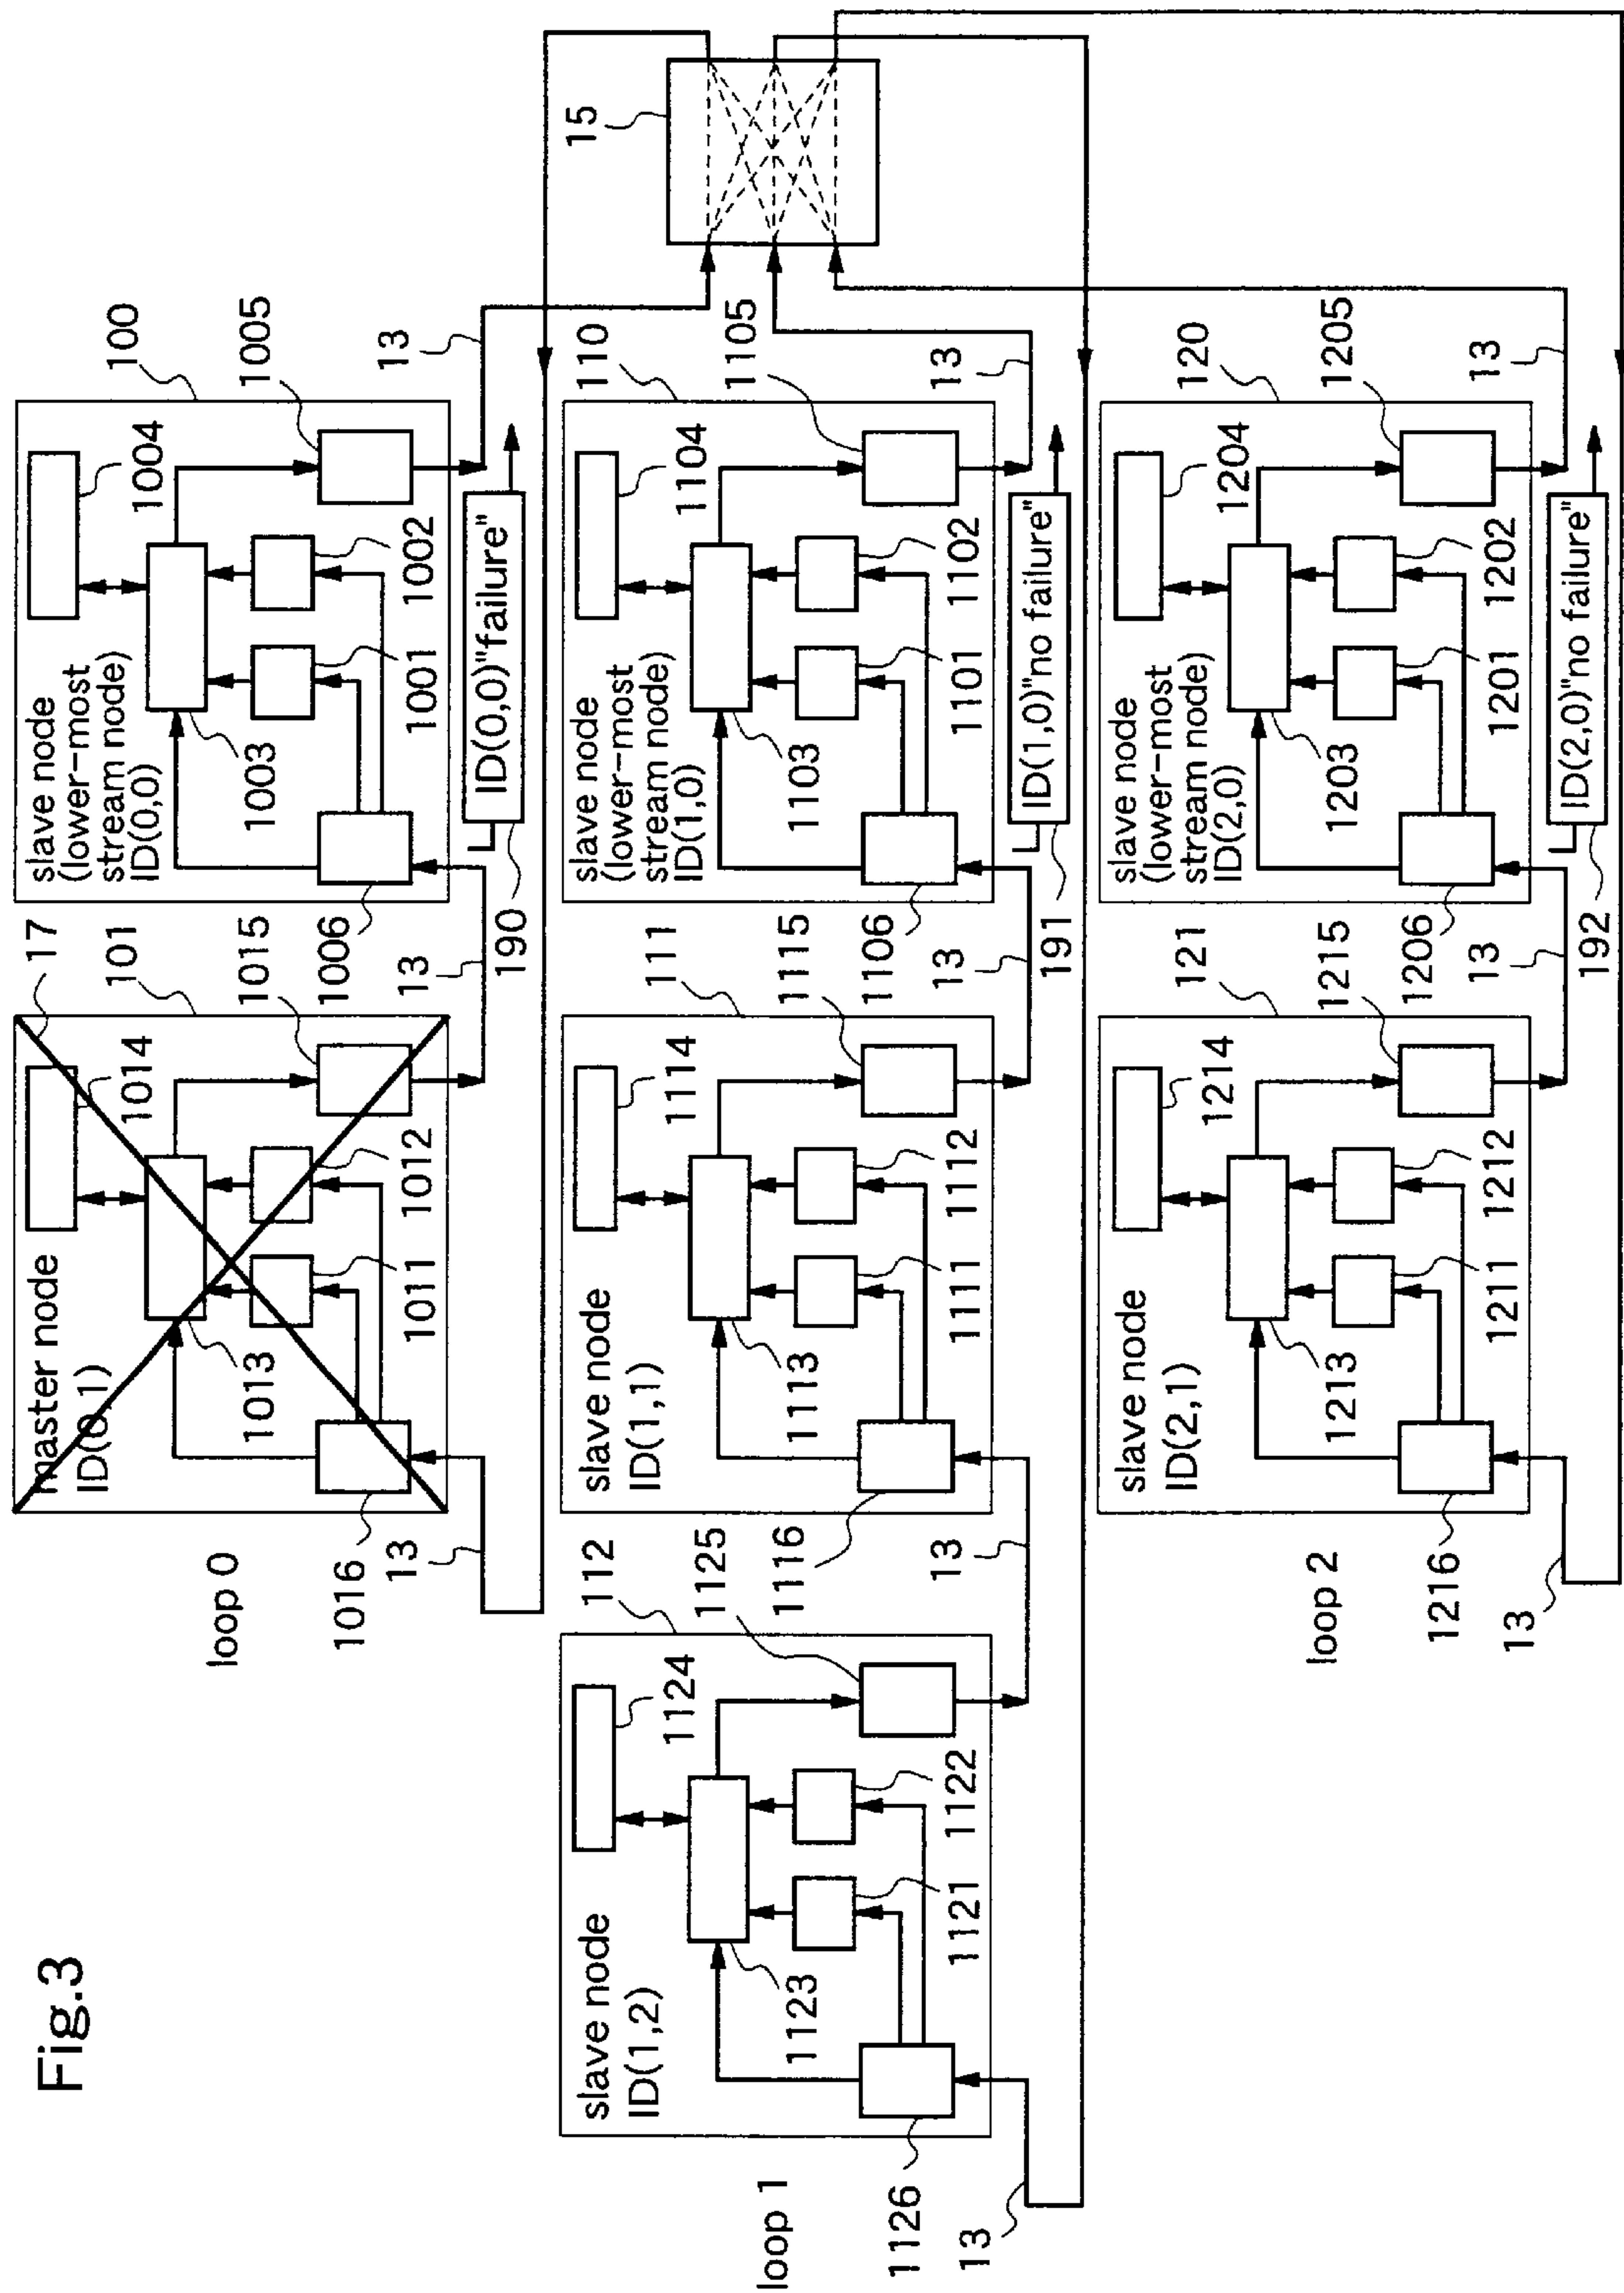 Fig.3
loop 0
master node
ID(0,1)
1014
1013
1011
1012
1016
1015
101
17
13
slave node
(lower-most
stream node)
ID(0,0)
1004
1003
1001
1002
1006
1005
100
13
13
190
ID(0,0)"failure"
15
loop 1
slave node
ID(1,2)
1124
1123
1121
1122
1126
1125
112
13
13
slave node
ID(1,1)
1114
1113
1111
1112
1116
1115
111
13
slave node
(lower-most
stream node)
ID(1,0)
1104
1103
1101
1102
1106
1105
110
13
191
ID(1,0)"no failure"
loop 2
slave node
ID(2,1)
1214
1213
1211
1212
1216
1215
121
13
13
slave node
(lower-most
stream node)
ID(2,0)
1204
1203
1201
1202
1206
1205
120
13
192
ID(2,0)"no failure"